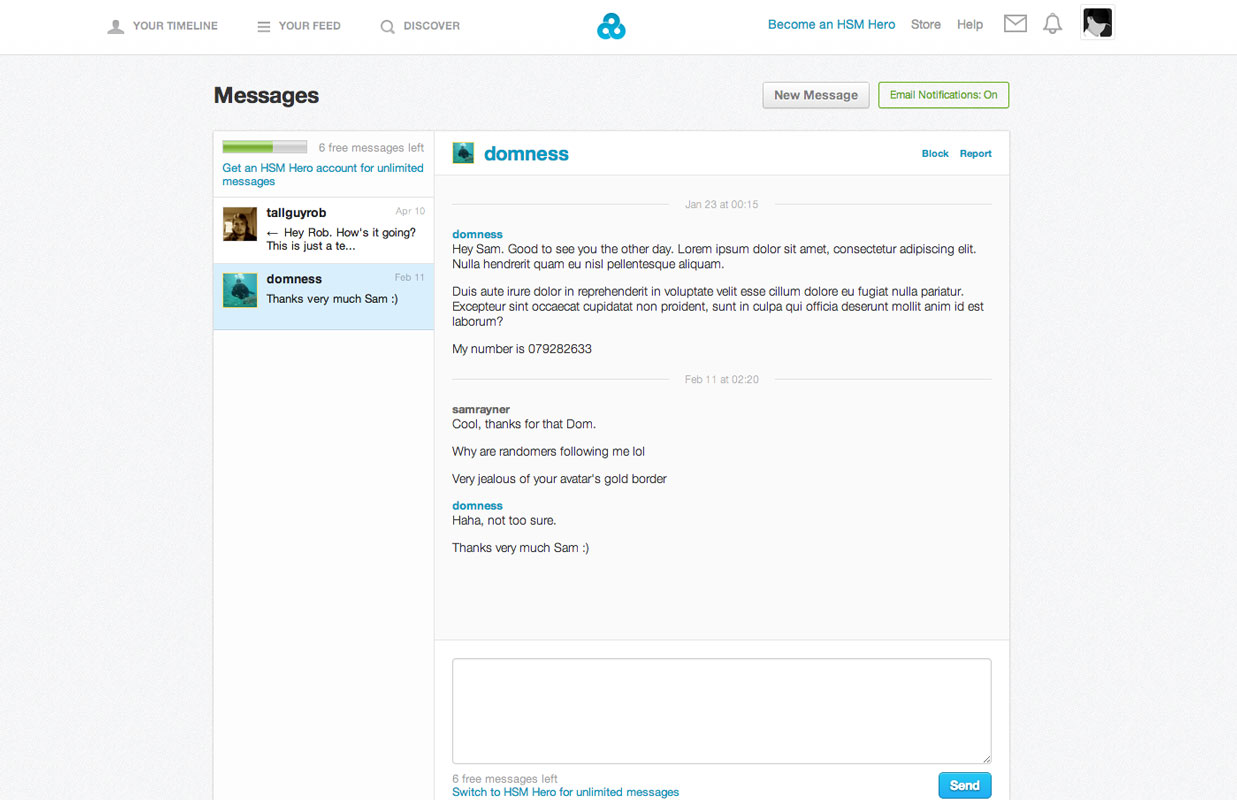 YOUR TIMELINE
YOUR FEED
DISCOVER
Become an HSM Hero
Store
Help
Messages
New Message
Email Notifications: On
6 free messages left
Get an HSM Hero account for unlimited
messages
tallguyrob
Apr 10
← Hey Rob. How's it going?
This is just a te...
domness
Feb 11
Thanks very much Sam :)
domness
Block
Report
Jan 23 at 00:15
domness
Hey Sam. Good to see you the other day. Lorem ipsum dolor sit amet, consectetur adipiscing elit.
Nulla hendrerit quam eu nisl pellentesque aliquam.
Duis aute irure dolor in reprehenderit in voluptate velit esse cillum dolore eu fugiat nulla pariatur.
Excepteur sint occaecat cupidatat non proident, sunt in culpa qui officia deserunt mollit anim id est
laborum?
My number is 079282633
Feb 11 at 02:20
samrayner
Cool, thanks for that Dom.
Why are randomers following me lol
Very jealous of your avatar's gold border
domness
Haha, not too sure.
Thanks very much Sam :)
6 free messages left
Switch to HSM Hero for unlimited messages
Send